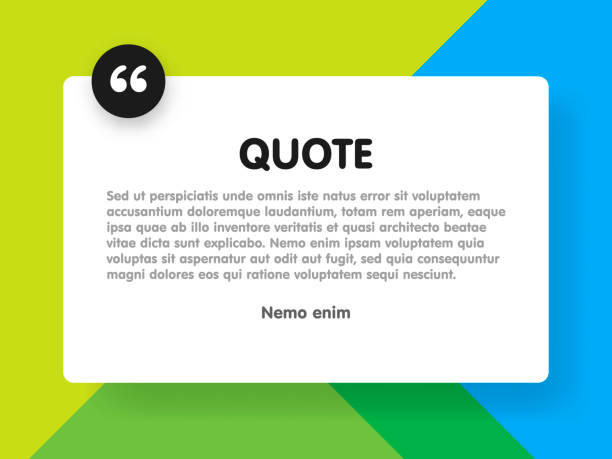 “
QUOTE
Sed ut perspiciatis unde omnis iste natus error sit voluptatem
accusantium doloremque laudantium, totam rem aperiam, eaque
ipsa quae ab illo inventore veritatis et quasi architecto beatae
vitae dicta sunt explicabo. Nemo enim ipsam voluptatem quia
voluptas sit aspernatur aut odit aut fugit, sed quia consequuntur
magni dolores eos qui ratione voluptatem sequi nesciunt.
Nemo enim